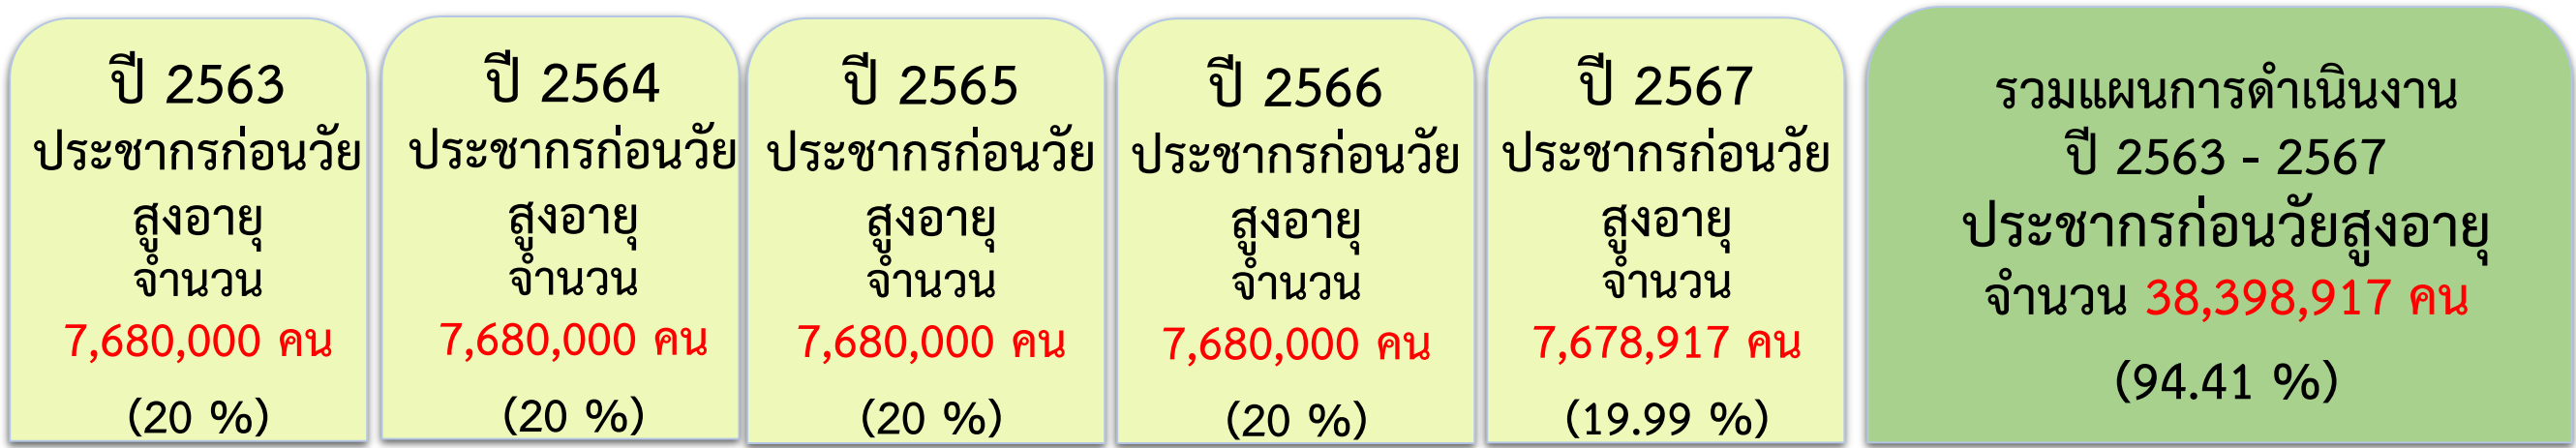 ปี 2563
ประชากรก่อนวัย
สูงอายุ
จำนวน
7,680,000 คน
(20 %)
ปี 2564
ประชากรก่อนวัย
สูงอายุ
จำนวน
7,680,000 คน
(20 %)
ปี 2565
ประชากรก่อนวัย
สูงอายุ
จำนวน
7,680,000 คน
(20 %)
ปี 2566
ประชากรก่อนวัย
สูงอายุ
จำนวน
7,680,000 คน
(20 %)
ปี 2567
ประชากรก่อนวัย
สูงอายุ
จำนวน
7,678,917 คน
(19.99 %)
รวมแผนการดำเนินงาน
ปี 2563 - 2567
ประชากรก่อนวัยสูงอายุ
จำนวน 38,398,917 คน
(94.41 %)